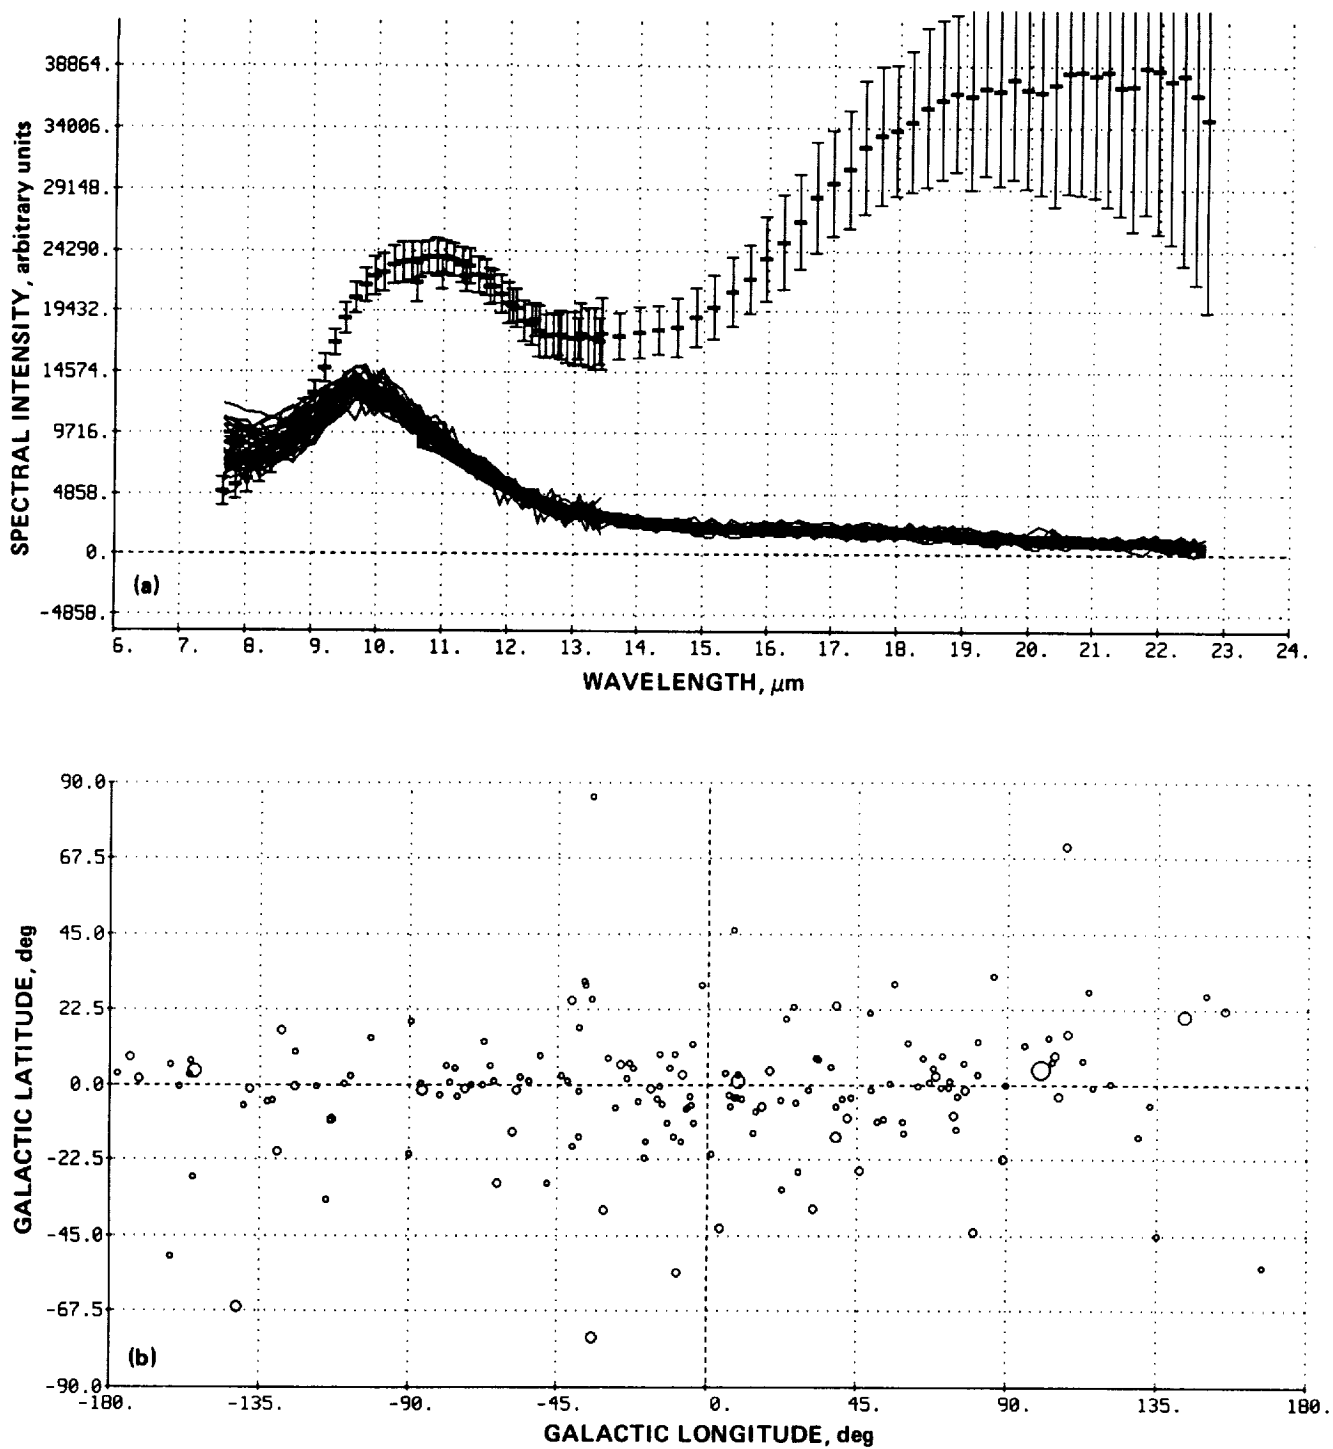 38864.
34006.
29148.
24290.
19432.
14574.
9716.
4858.
0.
-4858.
SPECTRAL INTENSITY, arbitrary units
(a)
6. 7. 8. 9. 10. 11. 12. 13. 14. 15. 16. 17. 18. 19. 20. 21. 22. 23. 24.
WAVELENGTH, μm
90.0
67.5
45.0
22.5
0.0
-22.5
-45.0
-67.5
-90.0
GALACTIC LATITUDE, deg
(b)
-180. -135. -90. -45. 0. 45. 90. 135. 180.
GALACTIC LONGITUDE, deg